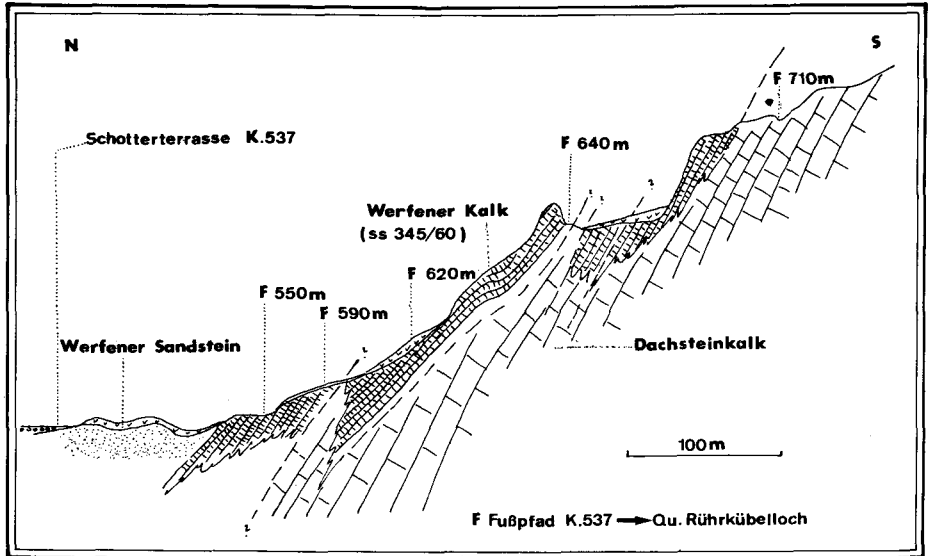 N
S
F 710m
Schotterterrasse K.537
F 640m
Werfener Kalk
(ss 345/60)
F 620m
F 550m
F 590m
Werfener Sandstein
Dachsteinkalk
100m
F Fußpfad K.537 → Qu. Rührkübelloch
?
?
?
?